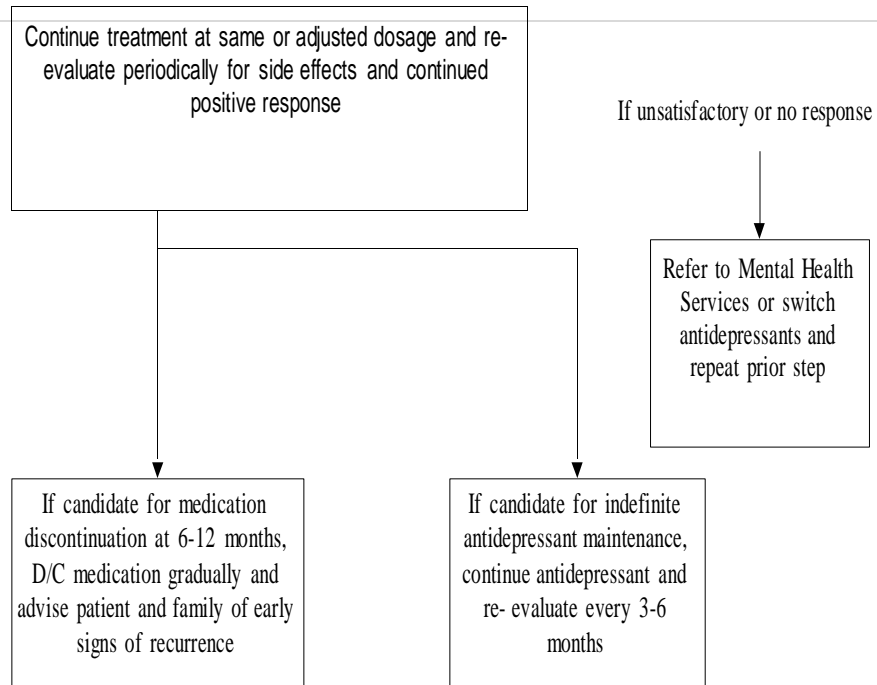 Continue treatment at same or adjusted dosage and re-
evaluate periodically for side effects and continued
positive response
If unsatisfactory or no response
Refer to Mental Health
Services or switch
antidepressants and
repeat prior step
If candidate for medication
discontinuation at 6-12 months,
D/C medication gradually and
advise patient and family of early
signs of recurrence
If candidate for indefinite
antidepressant maintenance,
continue antidepressant and
re- evaluate every 3-6
months